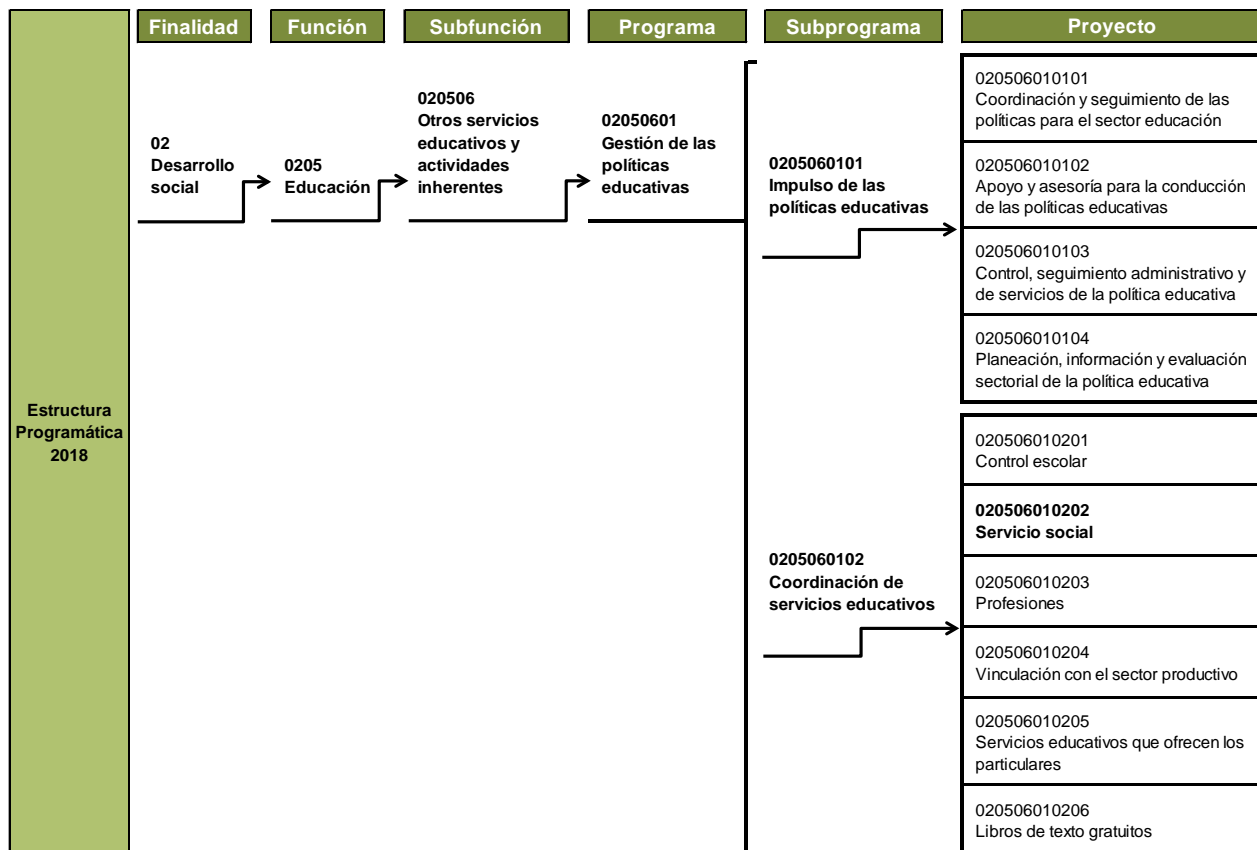 Finalidad
Función
Subfunción
Programa
Subprograma
Proyecto
Estructura
Programática
2018
02
Desarrollo
social
0205
Educación
020506
Otros servicios
educativos y
actividades
inherentes
02050601
Gestión de las
políticas
educativas
0205060101
Impulso de las
políticas educativas
020506010101
Coordinación y seguimiento de las
políticas para el sector educación
020506010102
Apoyo y asesoría para la conducción
de las políticas educativas
020506010103
Control, seguimiento administrativo y
de servicios de la política educativa
020506010104
Planeación, información y evaluación
sectorial de la política educativa
0205060102
Coordinación de
servicios educativos
020506010201
Control escolar
020506010202
Servicio social
020506010203
Profesiones
020506010204
Vinculación con el sector productivo
020506010205
Servicios educativos que ofrecen los
particulares
020506010206
Libros de texto gratuitos